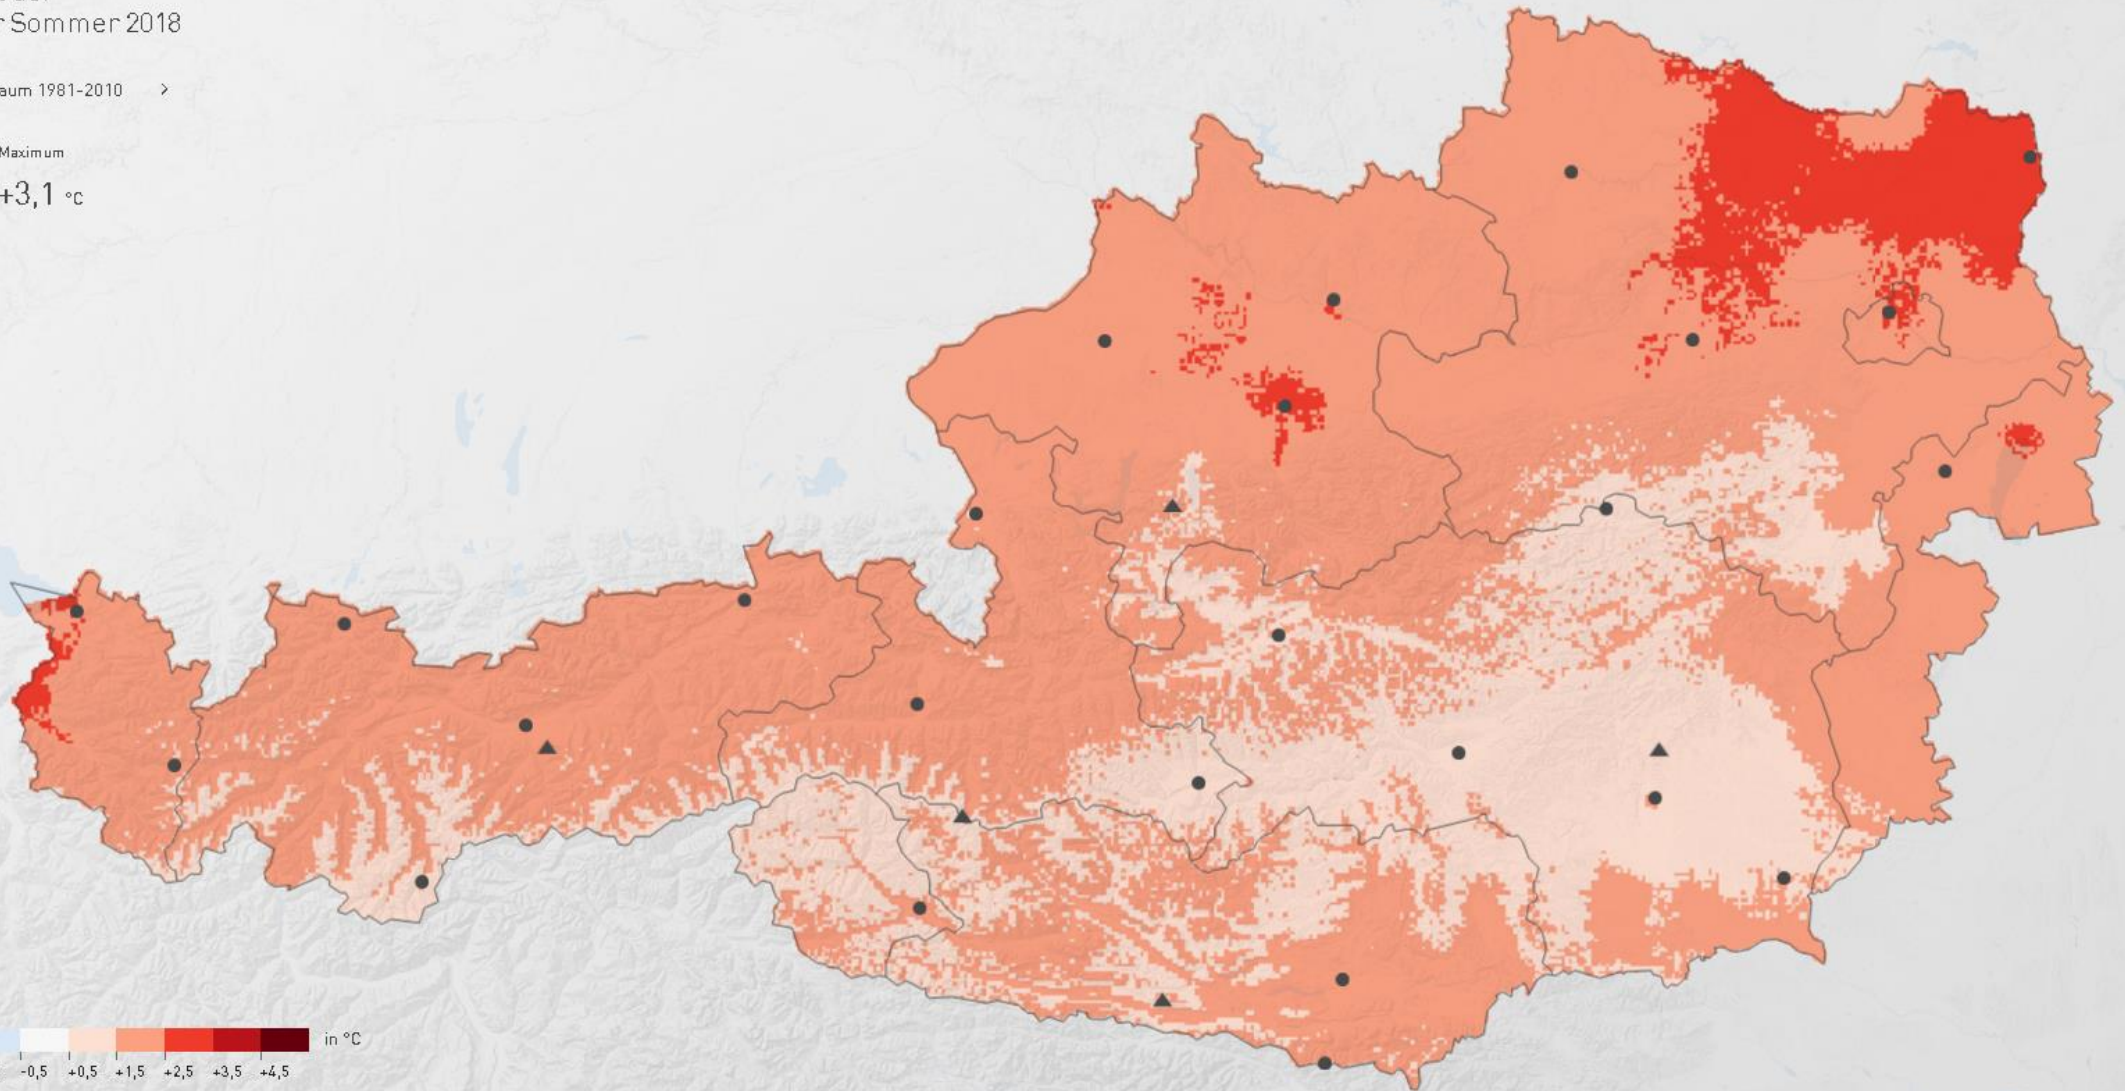 r Sommer 2018
aum 1981-2010 >
Maximum
+3,1 °C
in °C
-0,5 +0,5 +1,5 +2,5 +3,5 +4,5